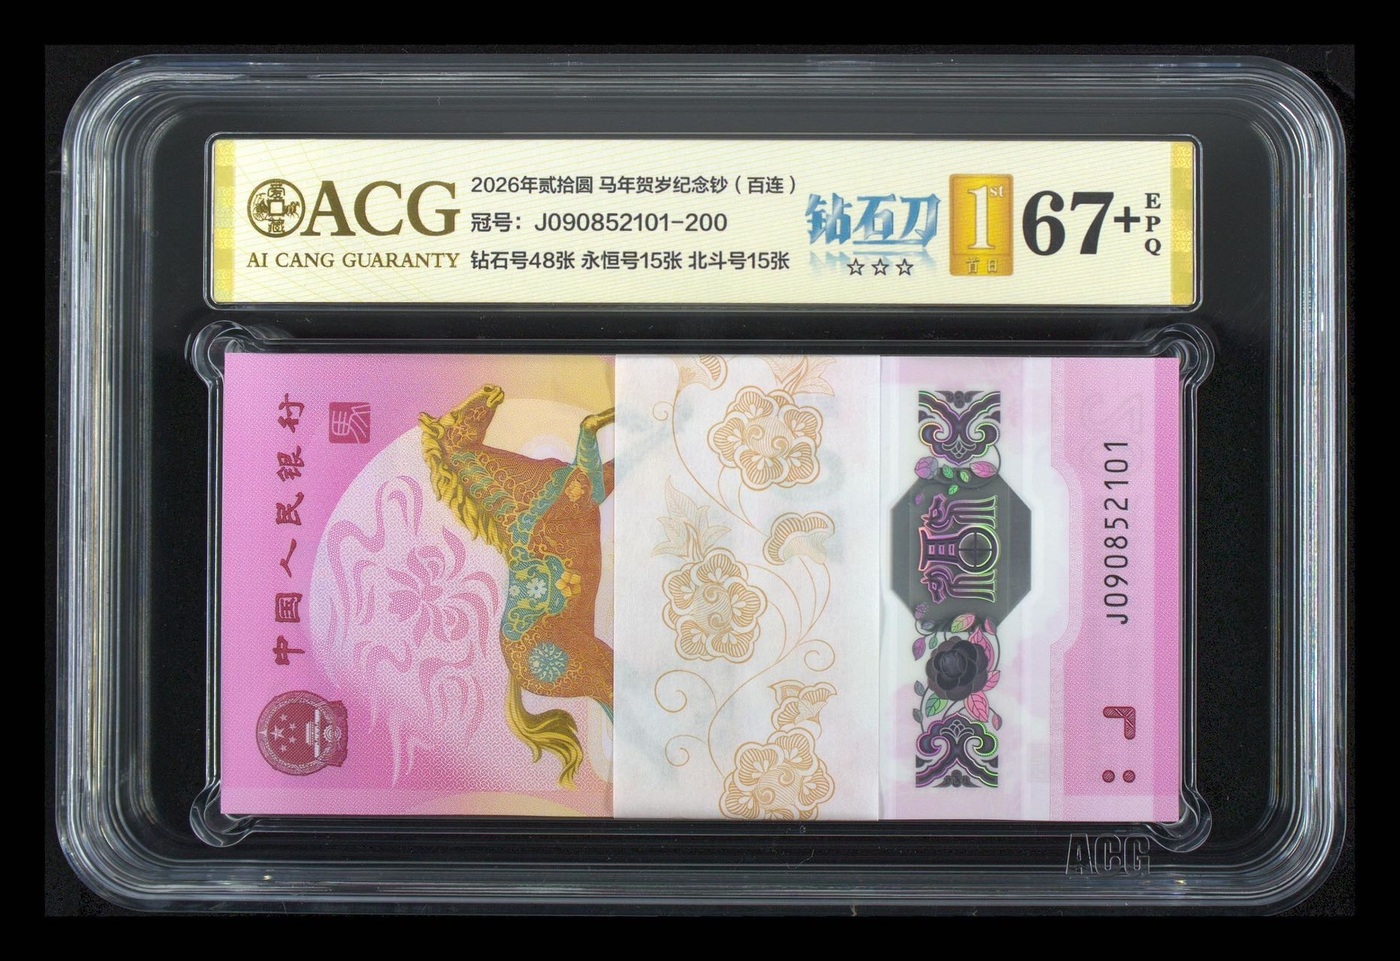 ACG
AI CANG GUARANTY
2026年贰拾圆 马年贺岁纪念钞（百连）
冠号：J090852101-200
钻石号48张 永恒号15张 北斗号15张
钻石刀
☆☆☆
1st
首日
67+
EPQ
中国人民银行
J090852101
ACG